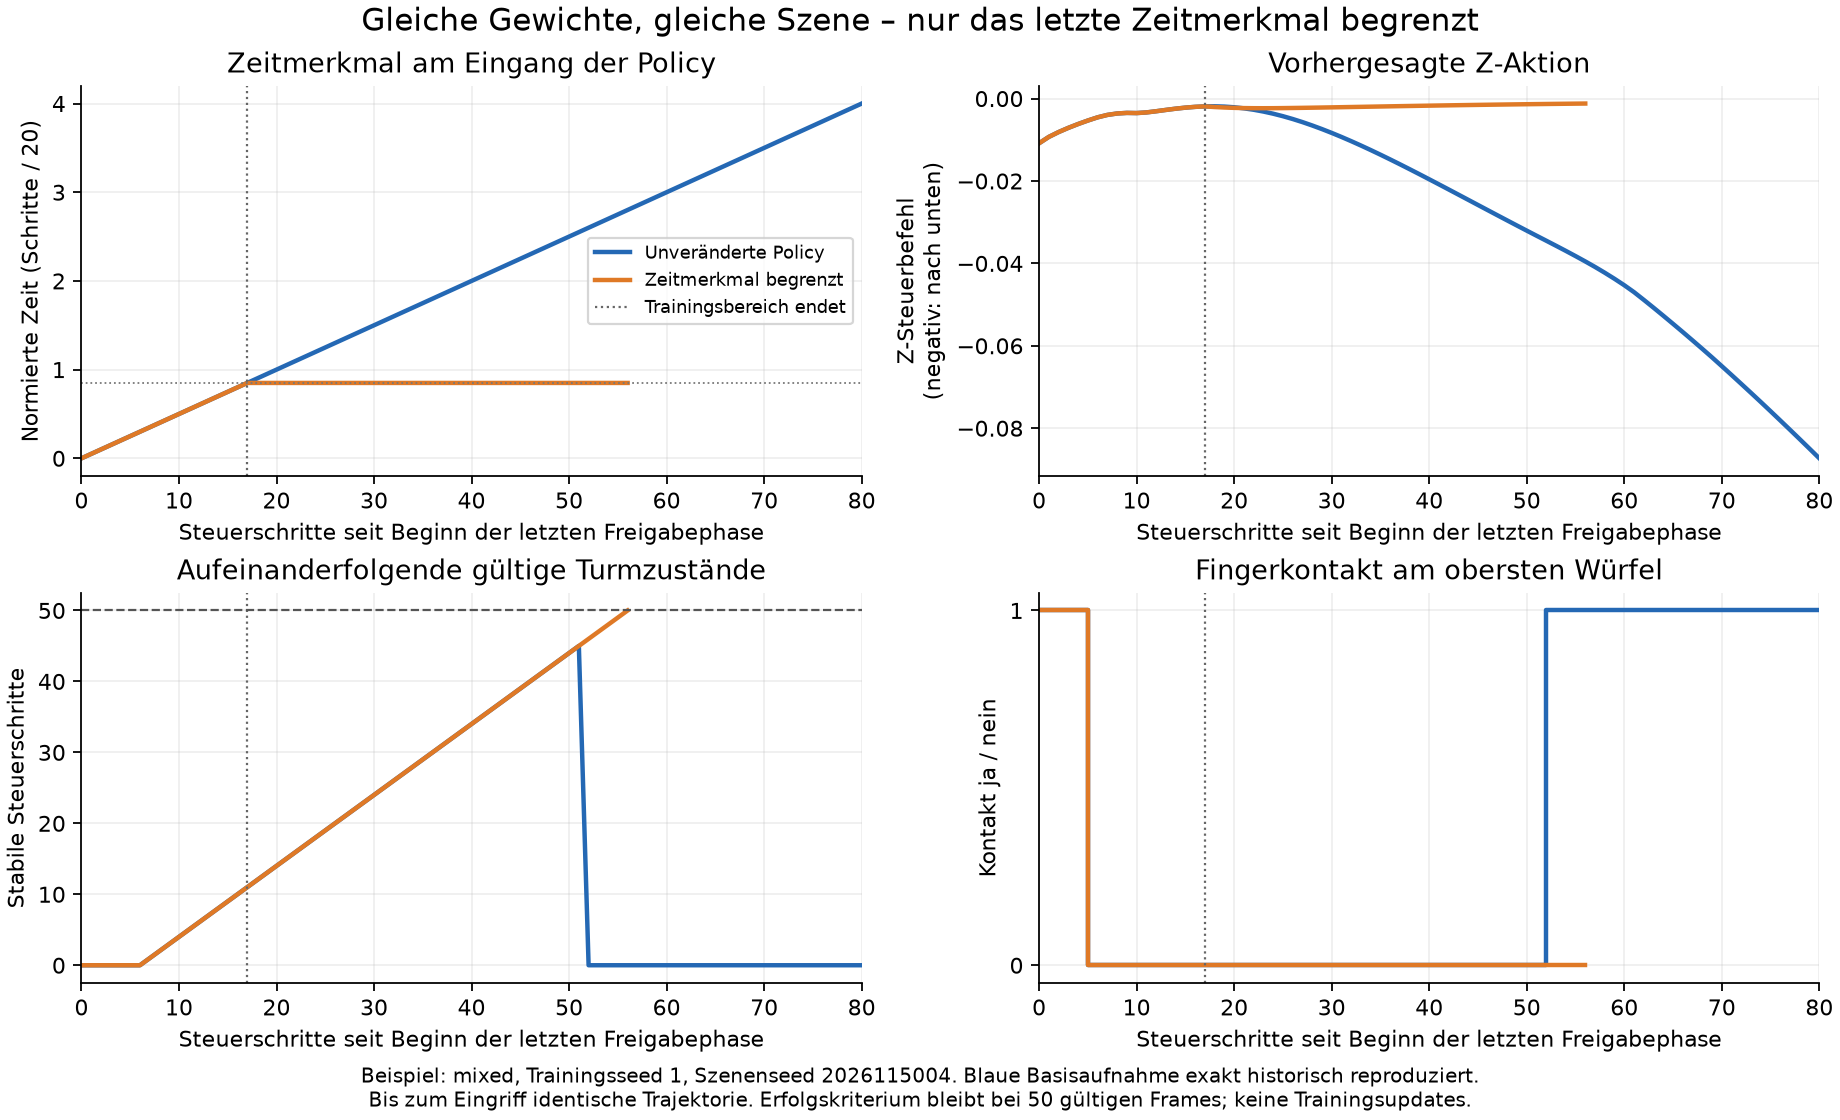 Gleiche Gewichte, gleiche Szene – nur das letzte Zeitmerkmal begrenzt
Zeitmerkmal am Eingang der Policy
Normierte Zeit (Schritte / 20)
4
3
2
1
0
Unveränderte Policy
Zeitmerkmal begrenzt
Trainingsbereich endet
0 10 20 30 40 50 60 70 80
Steuerschritte seit Beginn der letzten Freigabephase
Vorhergesagte Z-Aktion
Z-Steuerbefehl
(negativ: nach unten)
0.00
−0.02
−0.04
−0.06
−0.08
0 10 20 30 40 50 60 70 80
Steuerschritte seit Beginn der letzten Freigabephase
Aufeinanderfolgende gültige Turmzustände
Stabile Steuerschritte
50
40
30
20
10
0
0 10 20 30 40 50 60 70 80
Steuerschritte seit Beginn der letzten Freigabephase
Fingerkontakt am obersten Würfel
Kontakt ja / nein
1
0
0 10 20 30 40 50 60 70 80
Steuerschritte seit Beginn der letzten Freigabephase
Beispiel: mixed, Trainingsseed 1, Szenenseed 2026115004. Blaue Basisaufnahme exakt historisch reproduziert.
Bis zum Eingriff identische Trajektorie. Erfolgskriterium bleibt bei 50 gültigen Frames; keine Trainingsupdates.